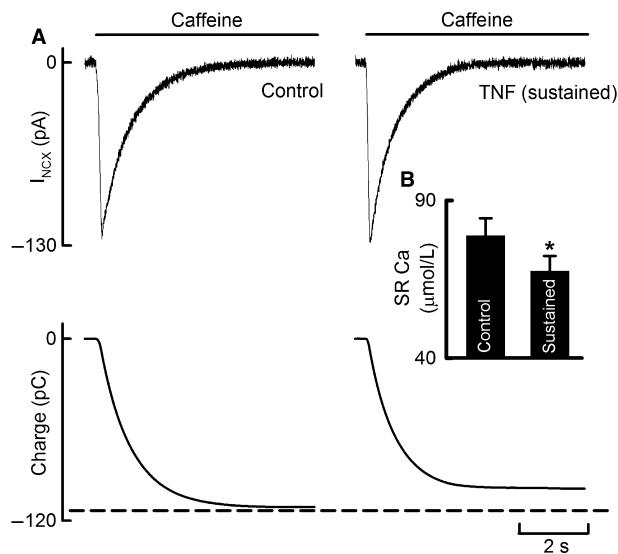 Caffeine
Caffeine
A
0
Control
TNF (sustained)
I_NCX (pA)
–130
B
90
SR Ca
(μmol/L)
Control
*
Sustained
40
0
Charge (pC)
–120
2 s